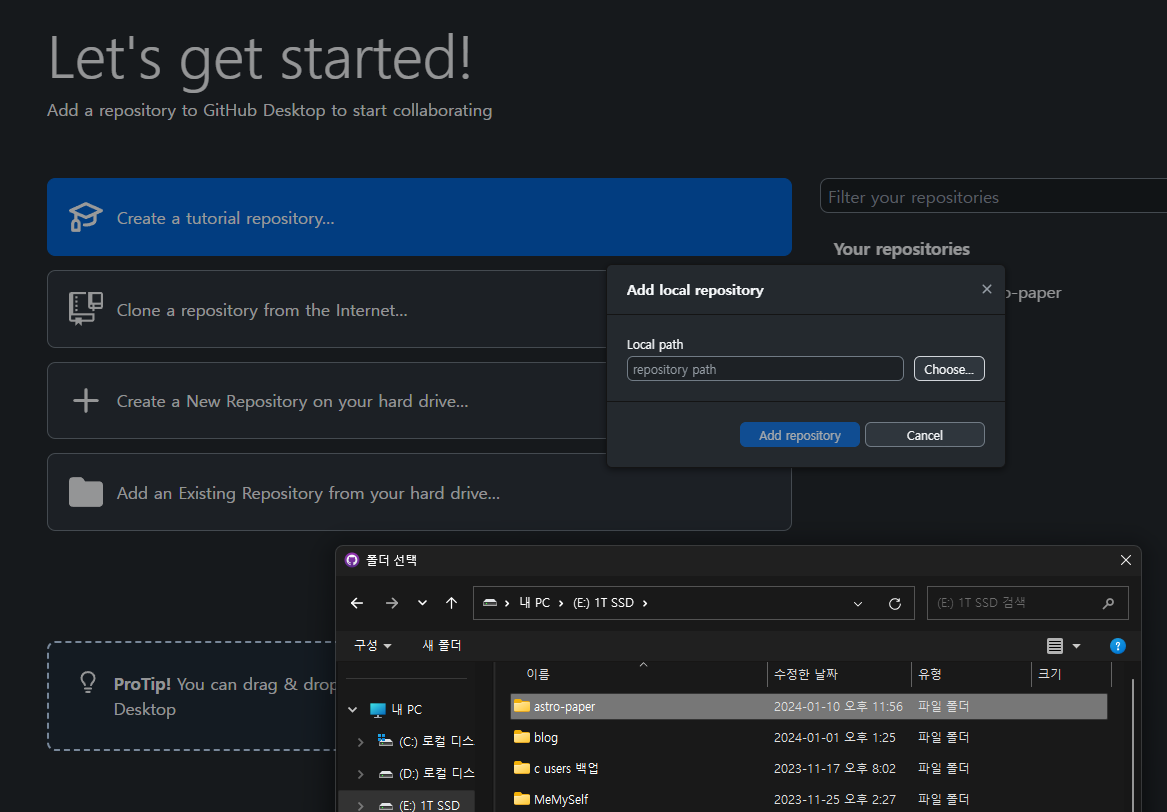 Let's get started!
Add a repository to GitHub Desktop to start collaborating
Create a tutorial repository...
Filter your repositories
Your repositories
o-paper
Clone a repository from the Internet...
Create a New Repository on your hard drive...
Add an Existing Repository from your hard drive...
Add local repository
Local path
repository path
Choose...
Add repository
Cancel
ProTip! You can drag & drop
Desktop
폴더 선택
내 PC
(E:) 1T SSD
(E:) 1T SSD 검색
구성
새 폴더
이름
수정한 날짜
유형
크기
내 PC
(C:) 로컬 디스
(D:) 로컬 디스
(E:) 1T SSD
astro-paper 2024-01-10 오후 11:56 파일 폴더
blog 2024-01-01 오후 1:25 파일 폴더
c users 백업 2023-11-17 오후 8:02 파일 폴더
MeMySelf 2023-11-25 오후 2:27 파일 폴더